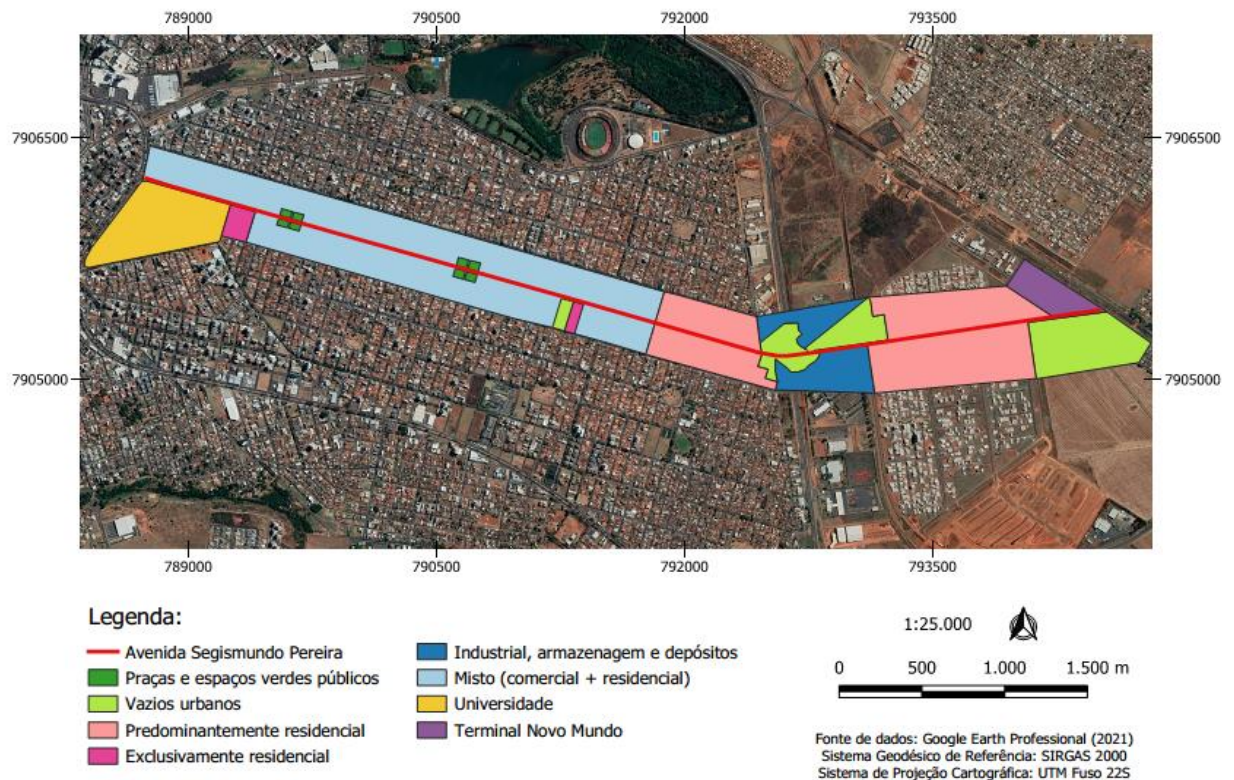 789000 790500 792000 793500
7906500 7906500
7905000 7905000
789000 790500 792000 793500
Legenda:
Avenida Segismundo Pereira
Praças e espaços verdes públicos
Vazios urbanos
Predominantemente residencial
Exclusivamente residencial
Industrial, armazenagem e depósitos
Misto (comercial + residencial)
Universidade
Terminal Novo Mundo
1:25.000
0 500 1.000 1.500 m
Fonte de dados: Google Earth Professional (2021)
Sistema Geodésico de Referência: SIRGAS 2000
Sistema de Projeção Cartográfica: UTM Fuso 22S